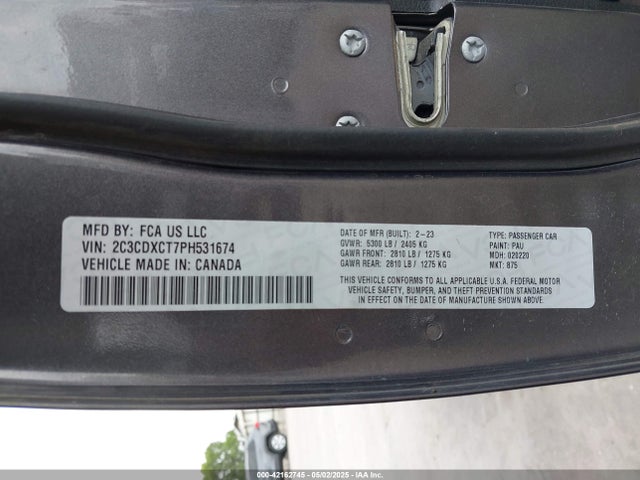 MFD BY: FCA US LLC
VIN: 2C3CDXCT7PH531674
VEHICLE MADE IN: CANADA
DATE OF MFR (BUILT): 2-23
GVWR: 5300 LB / 2405 KG
GAWR FRONT: 2810 LB / 1275 KG
GAWR REAR: 2810 LB / 1275 KG
TYPE: PASSENGER CAR
PAINT: PAU
MDH: 020220
MKT: 875
THIS VEHICLE CONFORMS TO ALL APPLICABLE U.S.A. FEDERAL MOTOR
VEHICLE SAFETY, BUMPER, AND THEFT PREVENTION STANDARDS
IN EFFECT ON THE DATE OF MANUFACTURE SHOWN ABOVE.
000-42162745 - 05/02/2025 - IAA Inc.